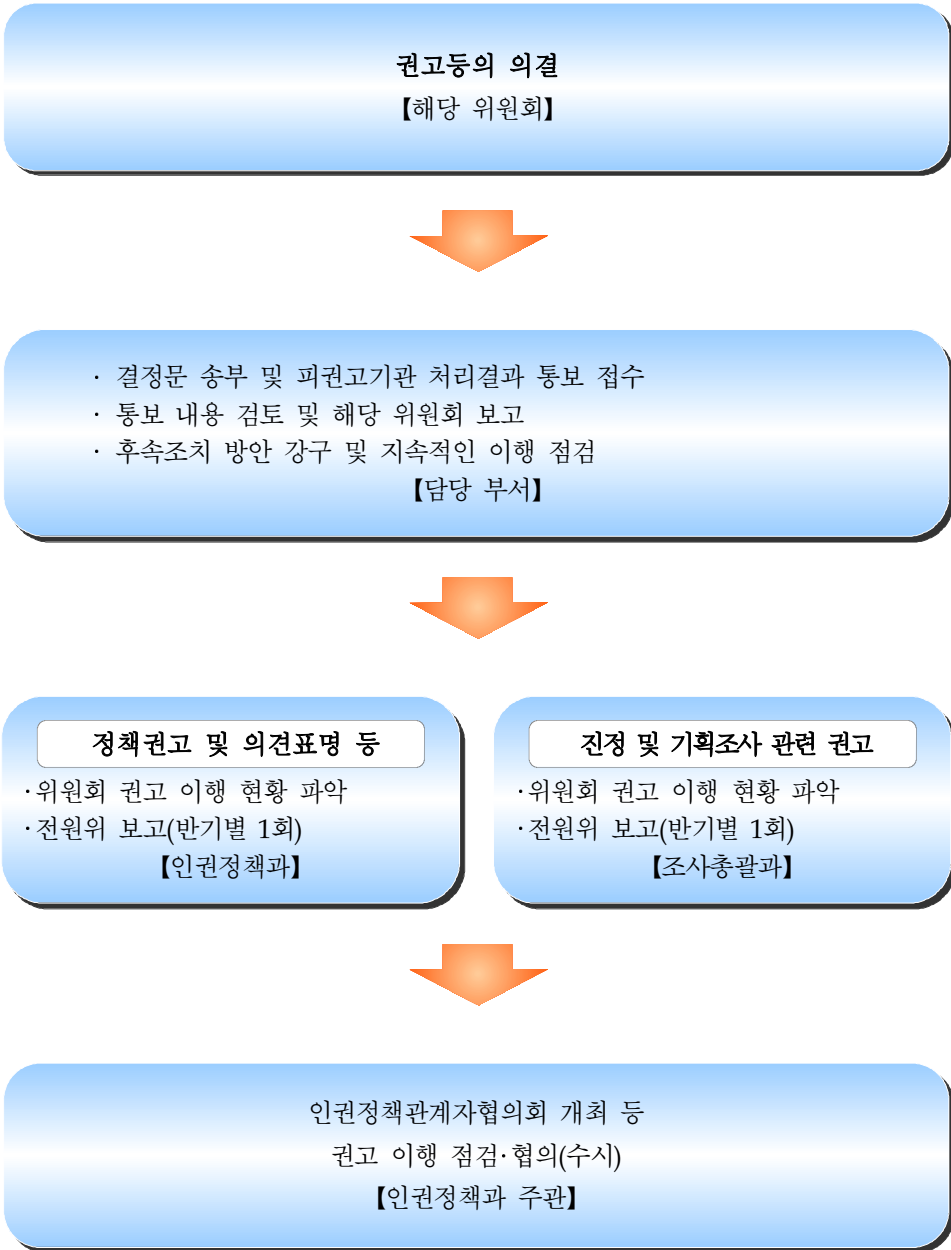 권고등의 의결
【해당 위원회】
· 결정문 송부 및 피권고기관 처리결과 통보 접수
· 통보 내용 검토 및 해당 위원회 보고
· 후속조치 방안 강구 및 지속적인 이행 점검
【담당 부서】
정책권고 및 의견표명 등
·위원회 권고 이행 현황 파악
·전원위 보고(반기별 1회)
【인권정책과】
진정 및 기획조사 관련 권고
·위원회 권고 이행 현황 파악
·전원위 보고(반기별 1회)
【조사총괄과】
인권정책관계자협의회 개최 등
권고 이행 점검·협의(수시)
【인권정책과 주관】